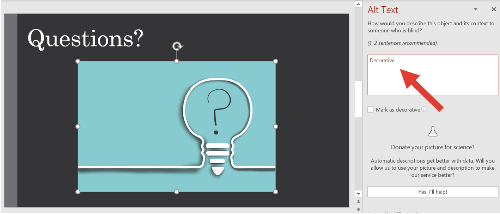 Questions?
?
Alt Text
How would you describe this object and its context to
someone who is blind?
(1-2 sentences recommended)
Decorative
Mark as decorative
Donate your picture for science?
Automatic descriptions get better with data. Will you
allow us to use your picture and description to make
our service better?
Yes, I'll help!